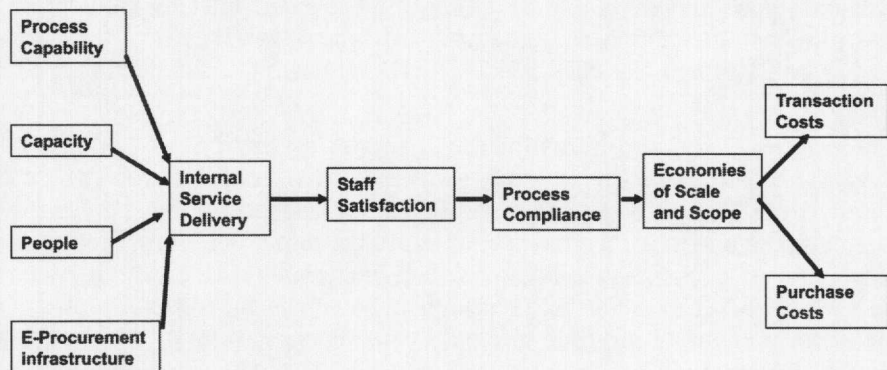 Process
Capability
Capacity
People
E-Procurement
infrastructure
Internal
Service
Delivery
Staff
Satisfaction
Process
Compliance
Economies
of Scale
and Scope
Transaction
Costs
Purchase
Costs